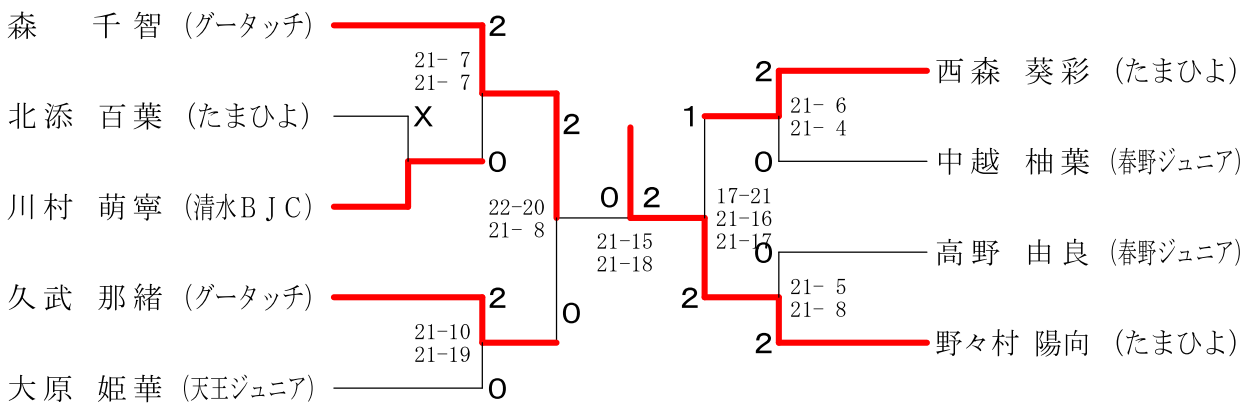 森 千智 (グータッチ)
2
21- 7
21- 7
北添 百葉 (たまひよ)
X
0
川村 萌寧 (清水BJC)
2
22-20
21- 8
久武 那緒 (グータッチ)
2
21-10
21-19
0
大原 姫華 (天王ジュニア)
0
0 2
21-15
21-18
2
西森 葵彩 (たまひよ)
1
21- 6
21- 4
0
中越 柚葉 (春野ジュニア)
17-21
21-16
21-17
0
高野 由良 (春野ジュニア)
2
21- 5
21- 8
2
野々村 陽向 (たまひよ)